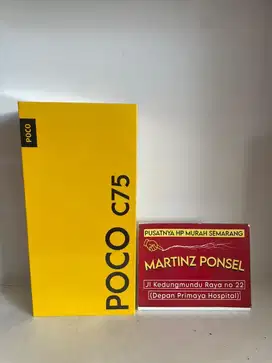 POCO
POCO C75
PUSATNYA HP MURAH SEMARANG
MARTINZ PONSEL
Jl Kedungmundu Raya no 22
(Depan Primaya Hospital)